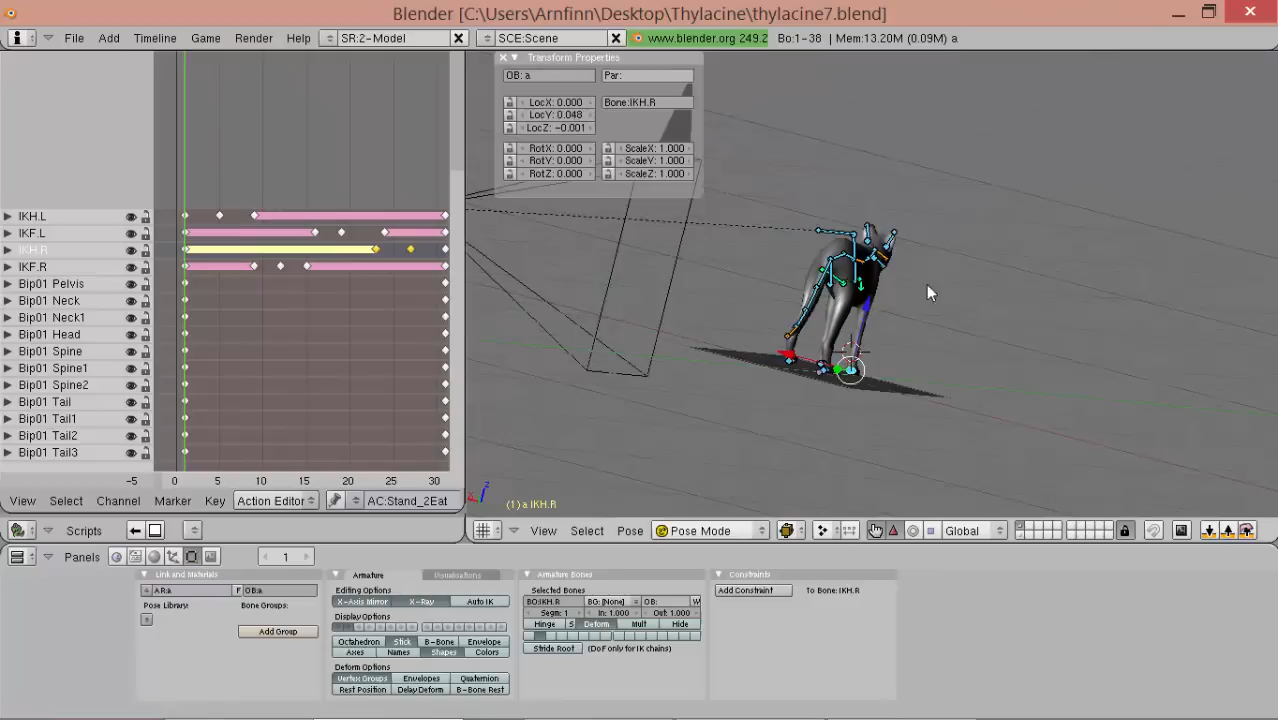 Blender [C:\Users\Arnfinn\Desktop\Thylacine\thylacine7.blend]
File Add Timeline Game Render Help SR:2-Model SCE:Scene www.blender.org 249.2 Bo:1-38 | Mem:13.20M (0.09M) a
Transform Properties
OB: a Par:
LocX: 0.000 Bone:IKH.R
LocY: 0.048
LocZ: -0.001
RotX: 0.000 ScaleX: 1.000
RotY: 0.000 ScaleY: 1.000
RotZ: 0.000 ScaleZ: 1.000
IKH.L
IKF.L
IKH.R
IKF.R
Bip01 Pelvis
Bip01 Neck
Bip01 Neck1
Bip01 Head
Bip01 Spine
Bip01 Spine1
Bip01 Spine2
Bip01 Tail
Bip01 Tail1
Bip01 Tail2
Bip01 Tail3
-5 0 5 10 15 20 25 30
x z
(1) a IKH.R
View Select Channel Marker Key Action Editor AC:Stand_2Eat
Scripts
View Select Pose Pose Mode Global
Panels 1
Link and Materials
AR:a F OB:a
Pose Library: Bone Groups:
Add Group
Armature Visualisations
Editing Options
X-Axis Mirror X-Ray Auto IK
Display Options
Octahedron Stick B-Bone Envelope
Axes Names Shapes Colors
Deform Options
Vertex Groups Envelopes Quaternion
Rest Position Delay Deform B-Bone Rest
Armature Bones
Selected Bones
BO:IKH.R BG: [None] OB: W
Segm: 1 In: 1.000 Out: 1.000
Hinge S Deform Mult Hide
Stride Root (DoF only for IK chains)
Constraints
Add Constraint To Bone: IKH.R